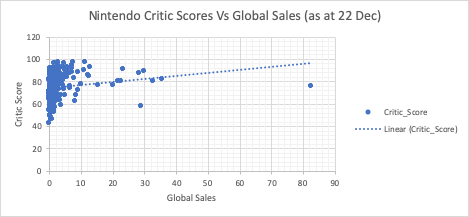 Nintendo Critic Scores Vs Global Sales (as at 22 Dec)
120
100
80
60
40
20
0
Critic Score
0 10 20 30 40 50 60 70 80 90
Global Sales
Critic_Score
Linear (Critic_Score)